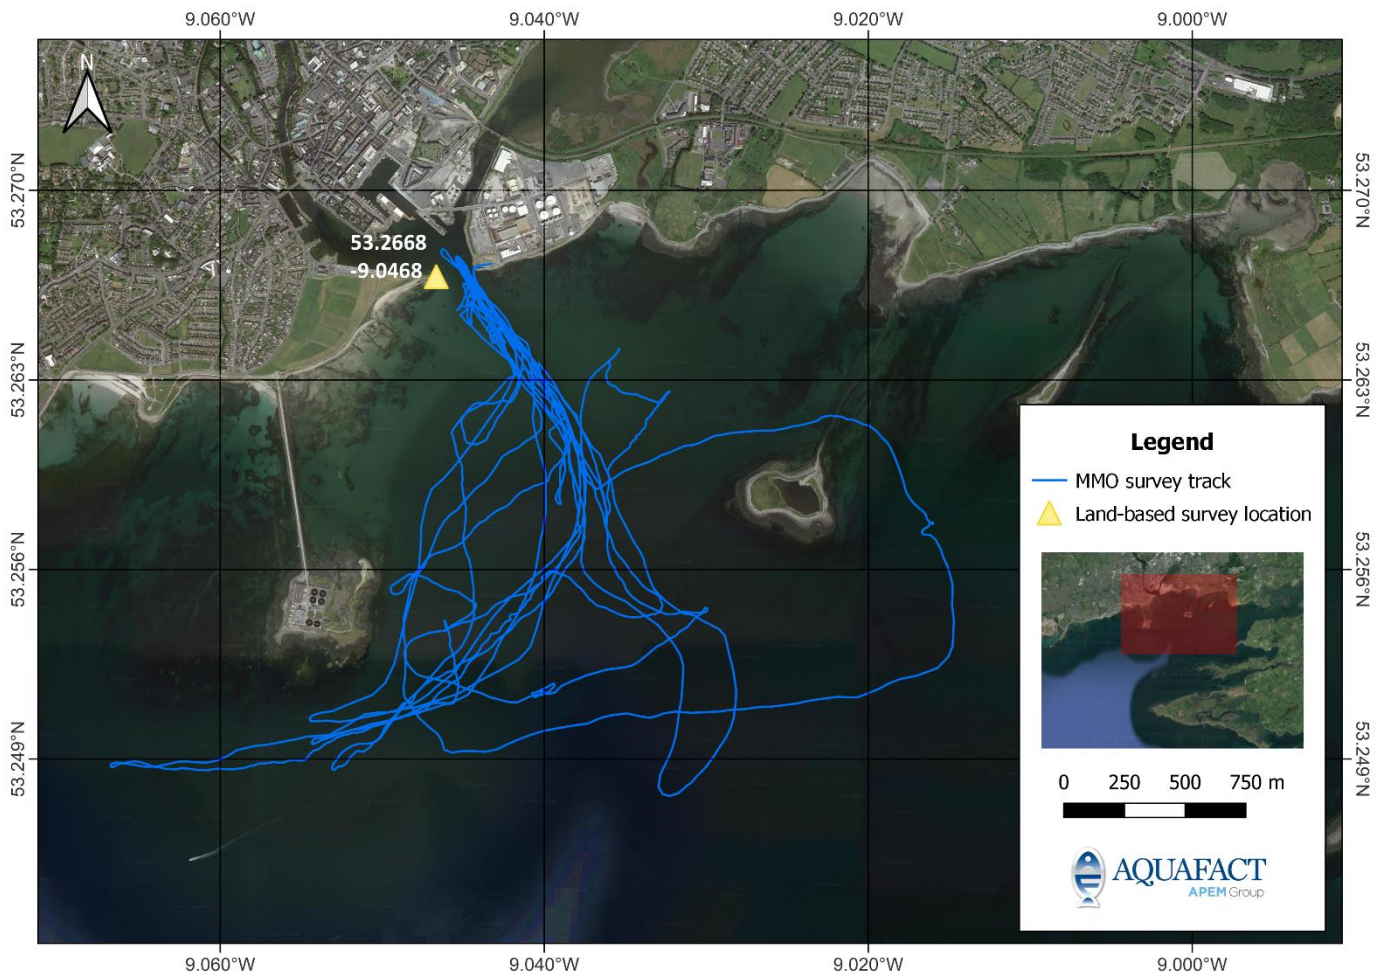 9.060°W
9.040°W
9.020°W
9.000°W
N
53.270°N
53.270°N
53.2668
-9.0468
53.263°N
53.263°N
Legend
MMO survey track
Land-based survey location
53.256°N
53.256°N
53.249°N
53.249°N
0 250 500 750 m
AQUAFACT
APEM Group
9.060°W
9.040°W
9.020°W
9.000°W